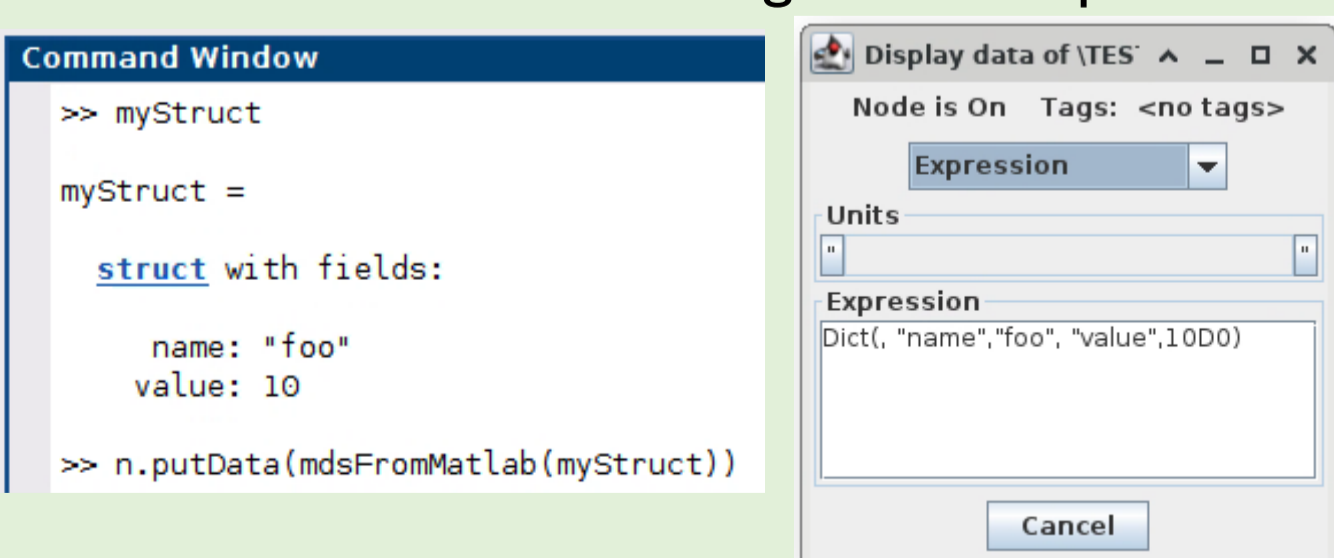 Command Window
>> myStruct
myStruct =
struct with fields:
name: "foo"
value: 10
>> n.putData(mdsFromMatlab(myStruct))
Display data of \TES
Node is On Tags: <no tags>
Expression
Units
" "
Expression
Dict(, "name","foo", "value",10D0)
Cancel